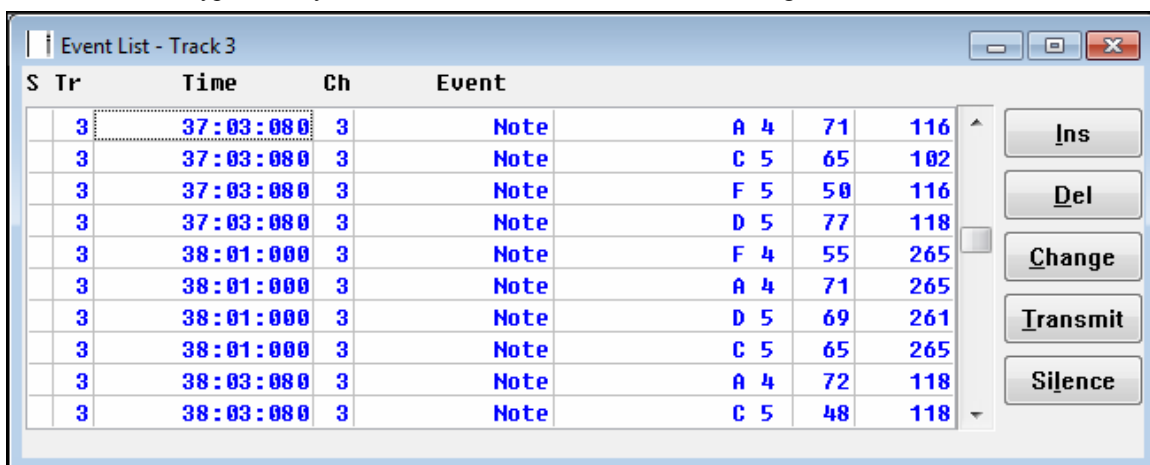 Event List - Track 3
S Tr Time Ch Event
3 37:03:080 3 Note A 4 71 116
3 37:03:080 3 Note C 5 65 102
3 37:03:080 3 Note F 5 50 116
3 37:03:080 3 Note D 5 77 118
3 38:01:000 3 Note F 4 55 265
3 38:01:000 3 Note A 4 71 265
3 38:01:000 3 Note D 5 69 261
3 38:01:000 3 Note C 5 65 265
3 38:03:080 3 Note A 4 72 118
3 38:03:080 3 Note C 5 48 118
Ins
Del
Change
Transmit
Silence